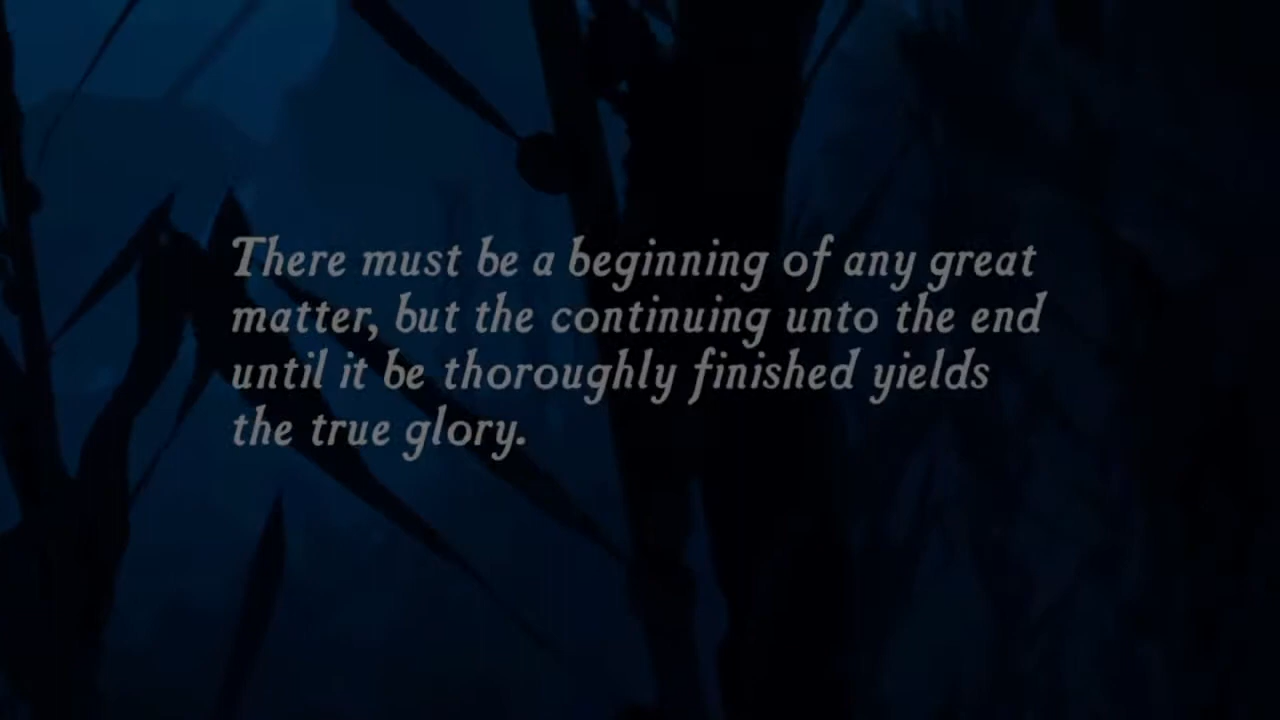 There must be a beginning of any great
matter, but the continuing unto the end
until it be thoroughly finished yields
the true glory.